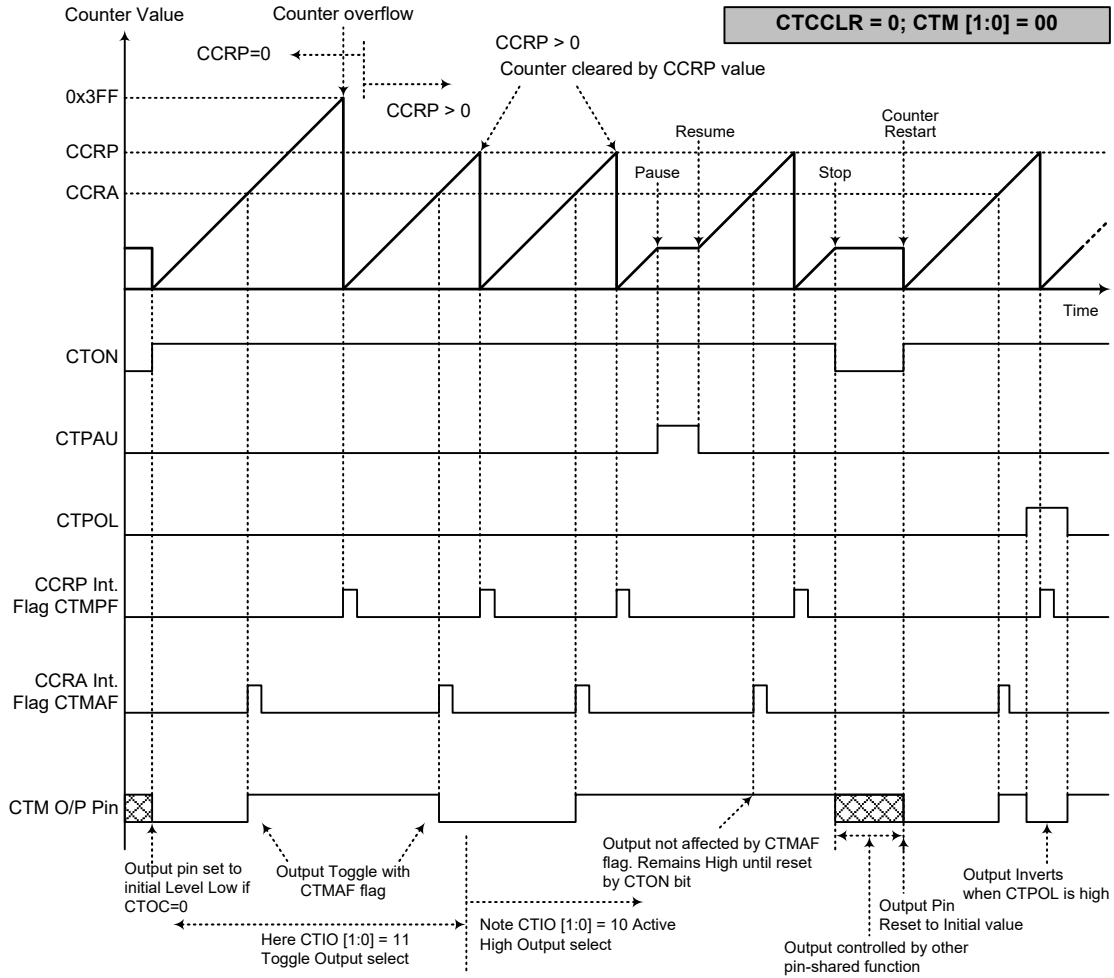 Counter Value
Counter overflow
CTCCLR = 0; CTM [1:0] = 00
CCRP=0
CCRP > 0
CCRP > 0
Counter cleared by CCRP value
0x3FF
CCRP
CCRA
Pause
Resume
Stop
Counter
Restart
Time
CTON
CTPAU
CTPOL
CCRP Int.
Flag CTMPF
CCRA Int.
Flag CTMAF
CTM O/P Pin
Output pin set to
initial Level Low if
CTOC=0
Output Toggle with
CTMAF flag
Here CTIO [1:0] = 11
Toggle Output select
Note CTIO [1:0] = 10 Active
High Output select
Output not affected by CTMAF
flag. Remains High until reset
by CTON bit
Output controlled by other
pin-shared function
Output Pin
Reset to Initial value
Output Inverts
when CTPOL is high